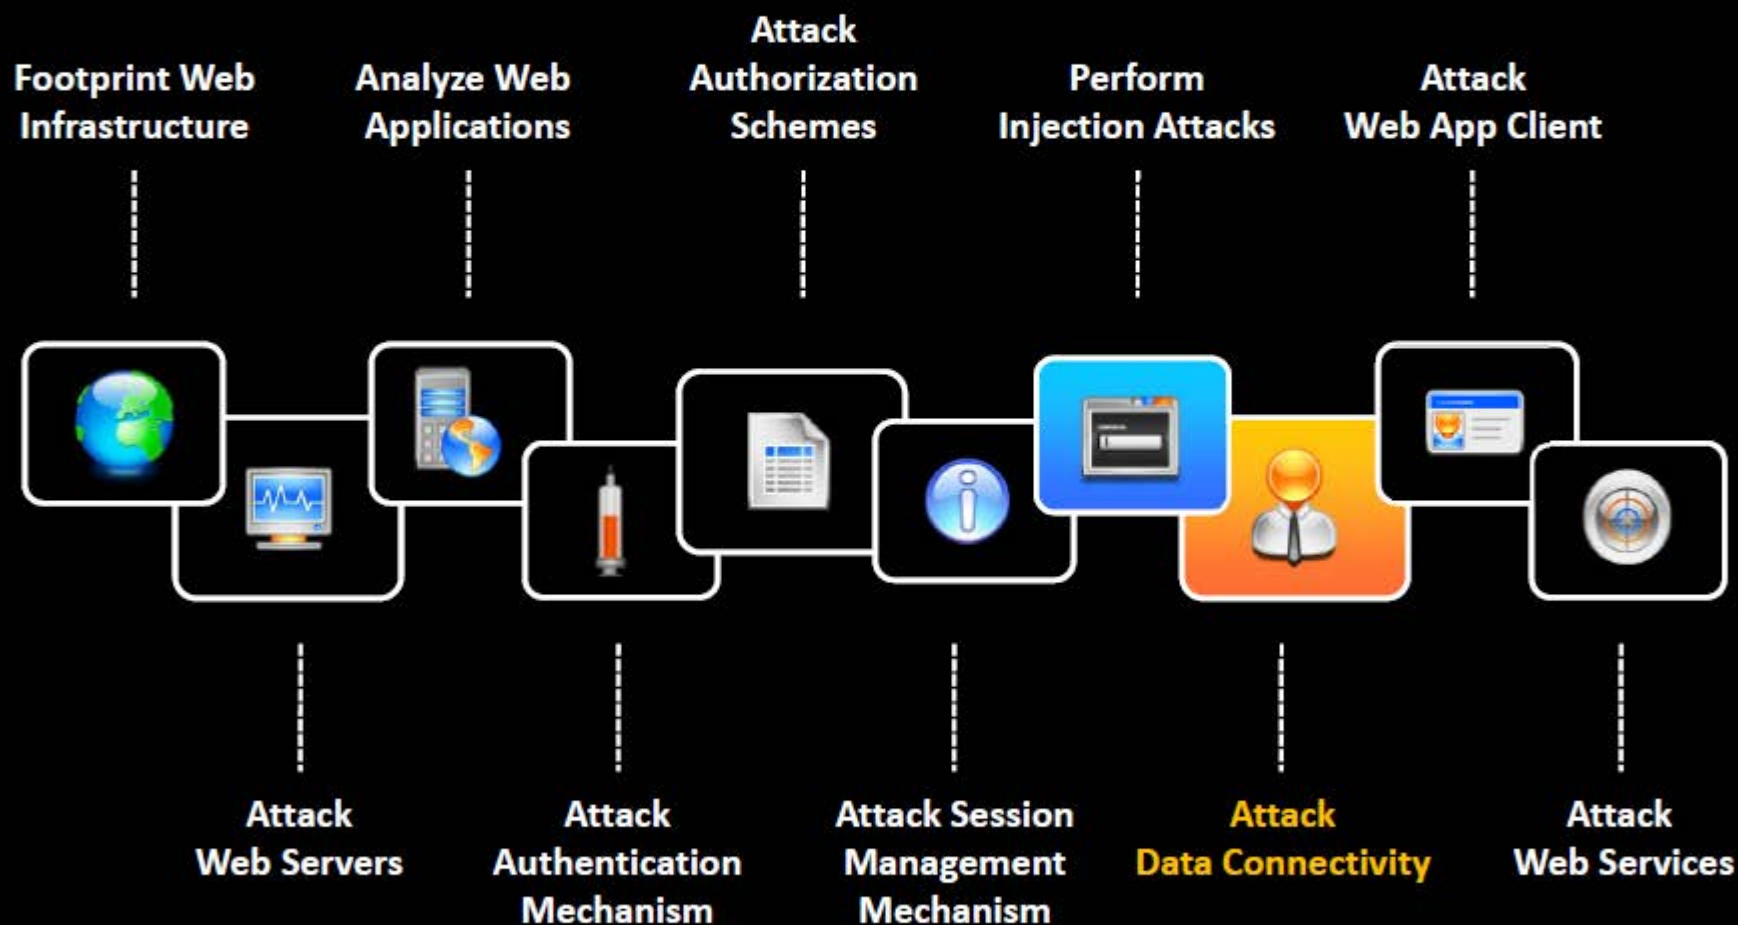 Footprint Web
Infrastructure
Analyze Web
Applications
Attack
Authorization
Schemes
Perform
Injection Attacks
Attack
Web App Client
Attack
Web Servers
Attack
Authentication
Mechanism
Attack Session
Management
Mechanism
Attack
Data Connectivity
Attack
Web Services